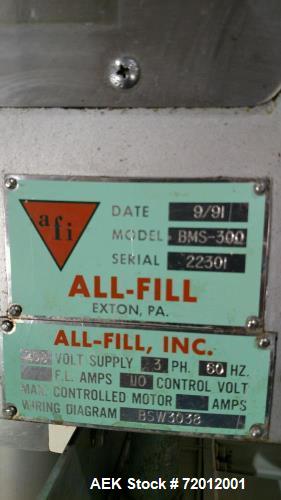 afi
DATE 9/91
MODEL BMS-300
SERIAL 22301
ALL-FILL
EXTON, PA.
ALL-FILL, INC.
VOLT SUPPLY 3 PH. 60 HZ.
F.L. AMPS 110 CONTROL VOLT
MAX. CONTROLLED MOTOR AMPS
WIRING DIAGRAM BSW3038
AEK Stock # 72012001